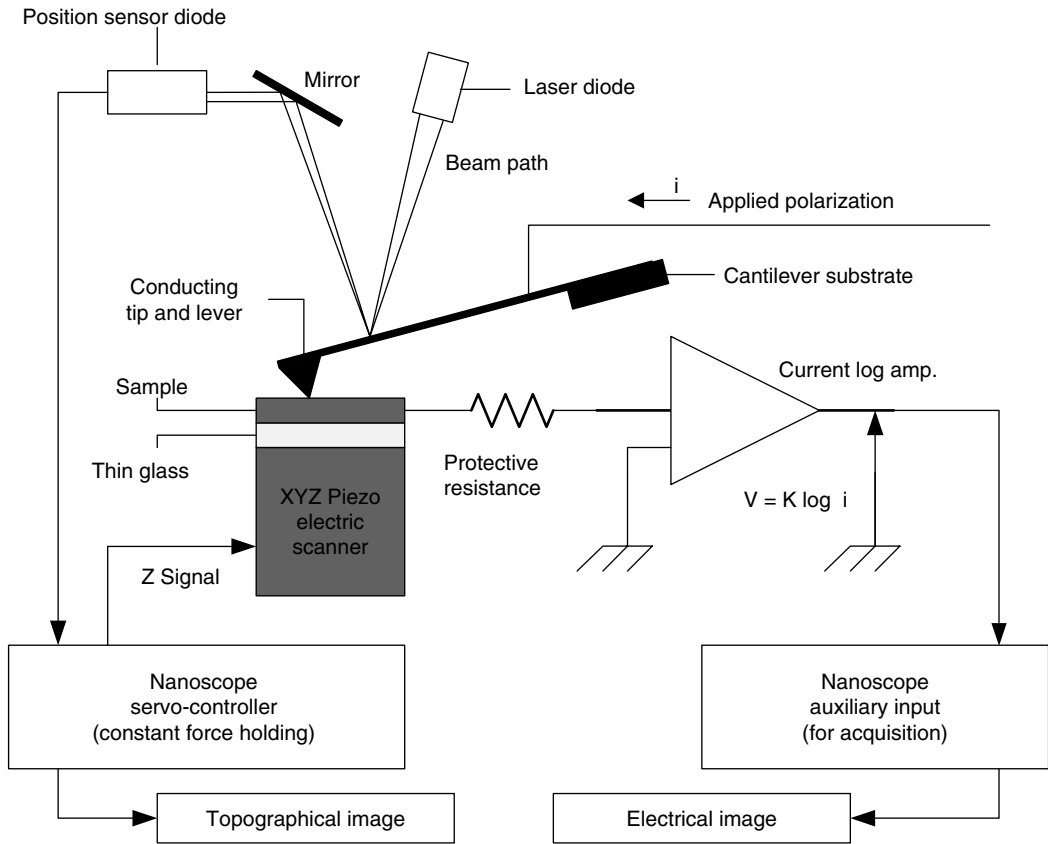 Position sensor diode
Mirror
Laser diode
Beam path
i
Applied polarization
Cantilever substrate
Conducting
tip and lever
Current log amp.
Sample
Thin glass
Protective
resistance
V = K log i
XYZ Piezo
electric
scanner
Z Signal
Nanoscope
servo-controller
(constant force holding)
Nanoscope
auxiliary input
(for acquisition)
Topographical image
Electrical image